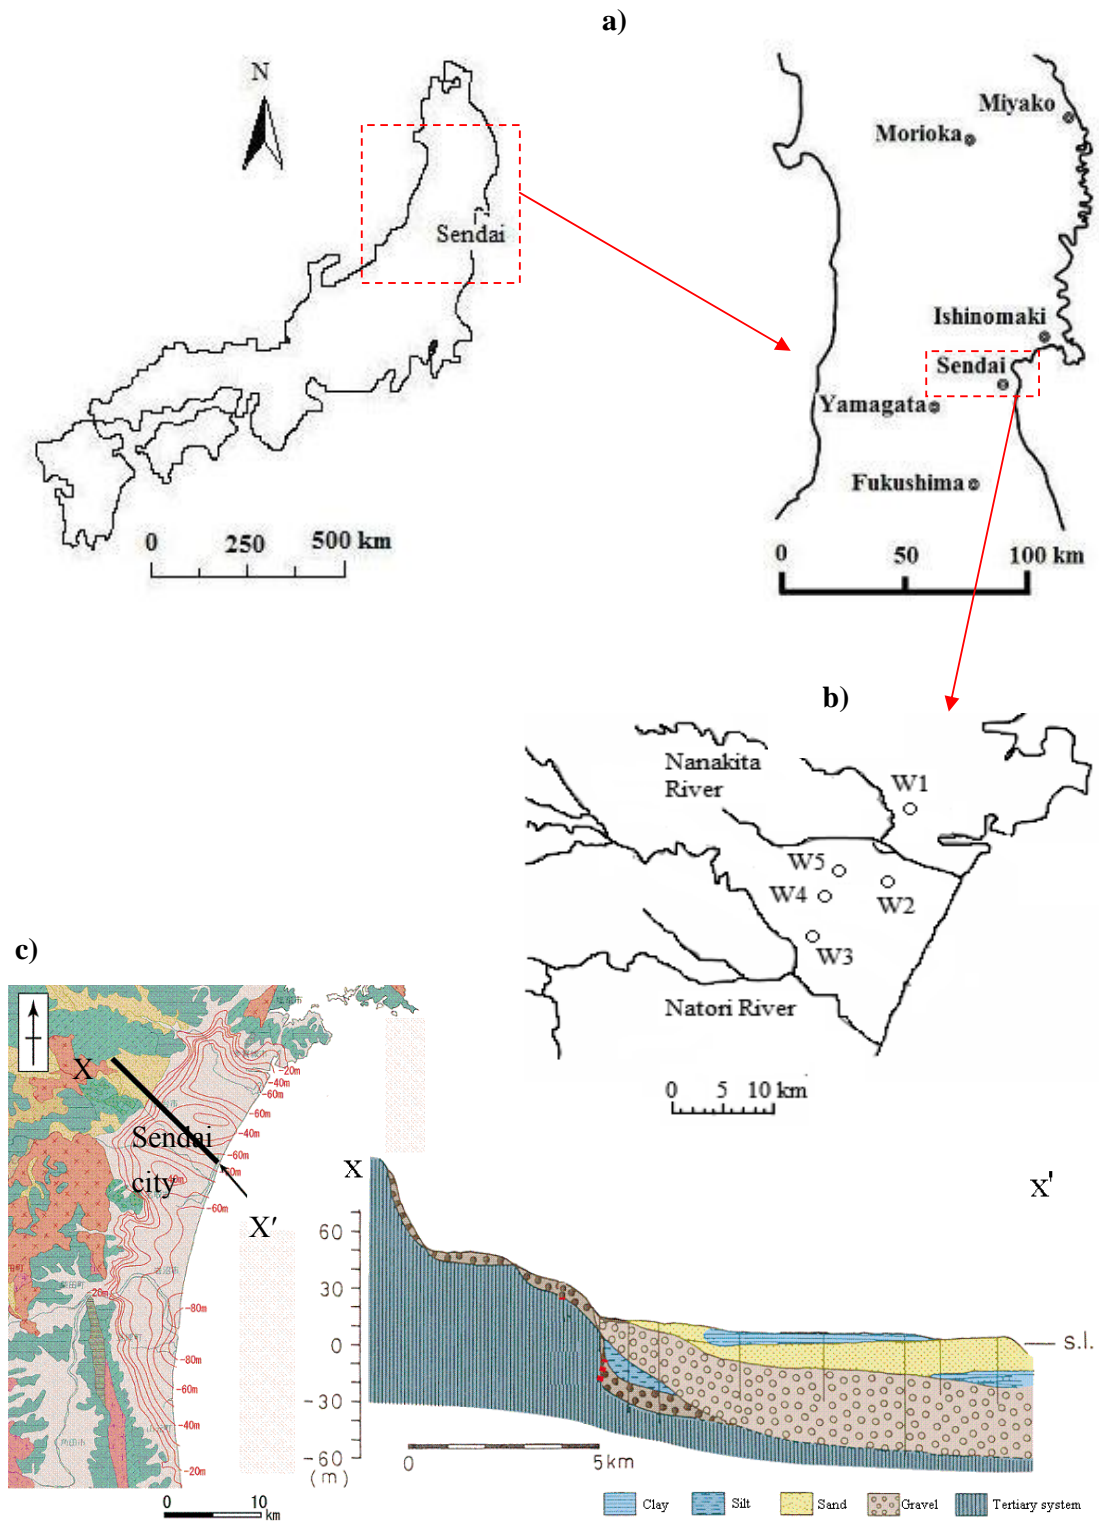 a)
N
Sendai
0 250 500 km
Miyako
Morioka
Ishinomaki
Sendai
Yamagata
Fukushima
0 50 100 km
b)
Nanakita
River
W1
W5
W4
W2
W3
Natori River
0 5 10 km
c)
X
Sendai
city
X'
-20m
-40m
-60m
-60m
-40m
-60m
-60m
-80m
-80m
-60m
-40m
-20m
20m
0 10
km
X
X'
60
30
0
-30
-60
(m)
s.l.
0 5km
Clay
Silt
Sand
Gravel
Tertiary system